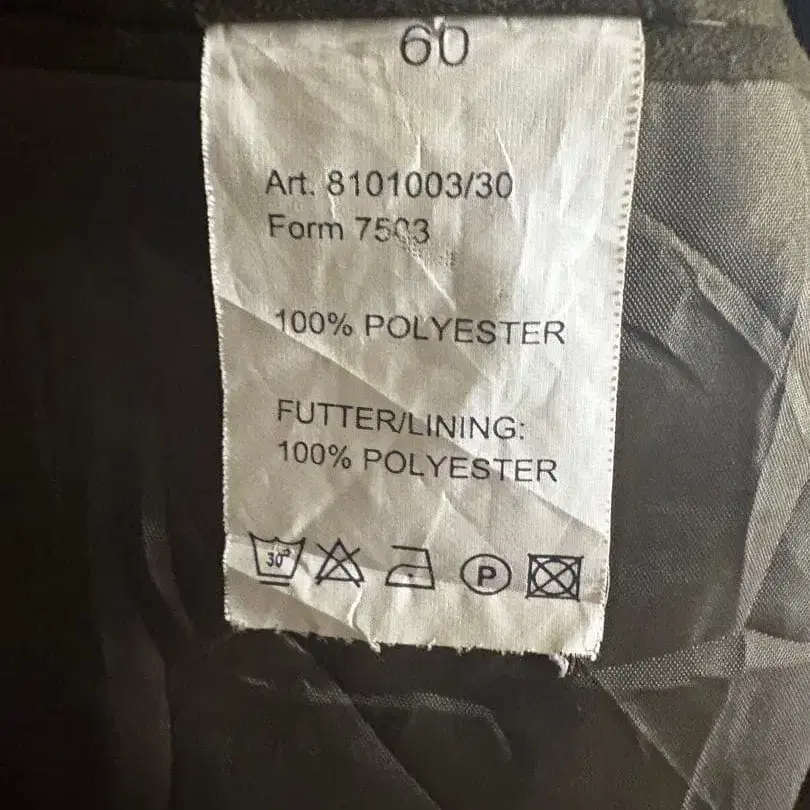 60
Art. 8101003/30
Form 7503
100% POLYESTER
FUTTER/LINING:
100% POLYESTER
30°
P